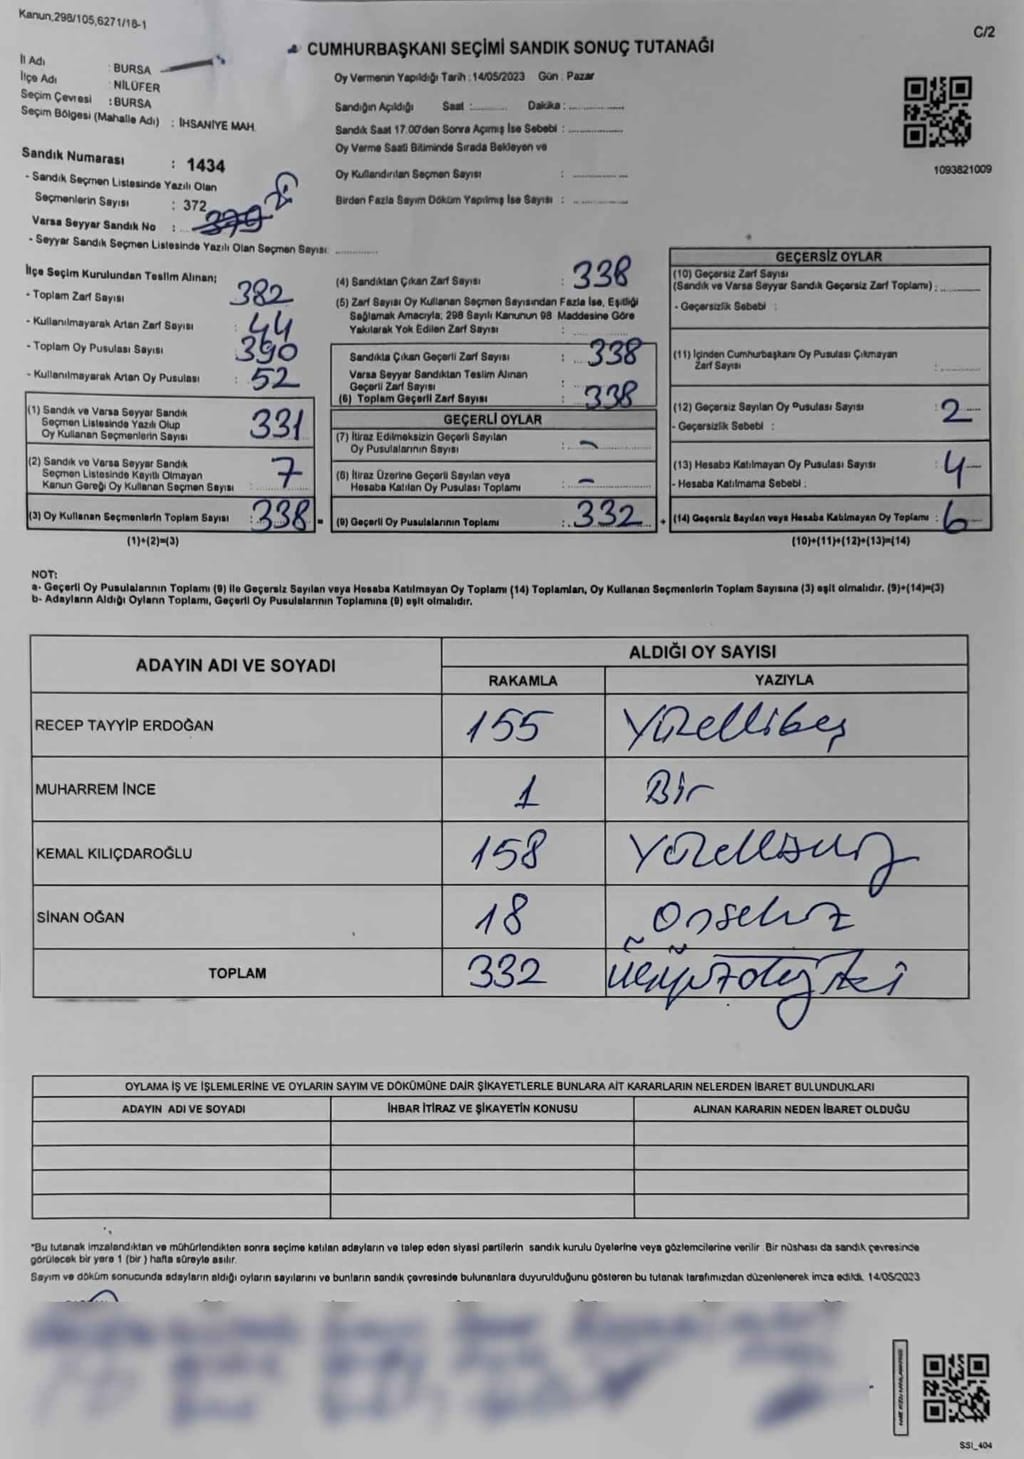 Kanun,298/105,6271/18-1
C/2
CUMHURBAŞKANI SEÇİMİ SANDIK SONUÇ TUTANAĞI
İl Adı : BURSA
İlçe Adı : NİLÜFER
Seçim Çevresi : BURSA
Seçim Bölgesi (Mahalle Adı) : İHSANİYE MAH.
Oy Vermenin Yapıldığı Tarih : 14/05/2023 Gün : Pazar
Sandığın Açıldığı Saat :.......... Dakika : ................
Sandık Saat 17.00'den Sonra Açımış İse Sebebi : ................
Oy Verme Saati Bitiminde Sırada Bekleyen ve
Oy Kullandırılan Seçmen Sayısı : ................
Birden Fazla Sayım Döküm Yapılmış İse Sayısı : ................
1093821009
Sandık Numarası : 1434
- Sandık Seçmen Listesinde Yazılı Olan
Seçmenlerin Sayısı : 372
Varsa Seyyar Sandık No : ...
- Seyyar Sandık Seçmen Listesinde Yazılı Olan Seçmen Sayısı: ............
İlçe Seçim Kurulundan Teslim Alınan;
- Toplam Zarf Sayısı 382
- Kullanılmayarak Artan Zarf Sayısı : 44
- Toplam Oy Pusulası Sayısı 390
- Kullanılmayarak Artan Oy Pusulası : 52
(1) Sandık ve Varsa Seyyar Sandık
Seçmen Listesinde Yazılı Olup
Oy Kullanan Seçmenlerin Sayısı 331
(2) Sandık ve Varsa Seyyar Sandık
Seçmen Listesinde Kayıtlı Olmayan
Kanun Gereği Oy Kullanan Seçmen Sayısı : 7
(3) Oy Kullanan Seçmenlerin Toplam Sayısı : 338 =
(1)+(2)=(3)
(4) Sandıktan Çıkan Zarf Sayısı : 338
(5) Zarf Sayısı Oy Kullanan Seçmen Sayısından Fazla İse, Eşitliği
Sağlamak Amacıyla, 298 Sayılı Kanunun 98 Maddesine Göre
Yakılarak Yok Edilen Zarf Sayısı : ............
Sandıkta Çıkan Geçerli Zarf Sayısı : 338
Varsa Seyyar Sandıktan Teslim Alınan
Geçerli Zarf Sayısı :
(6) Toplam Geçerli Zarf Sayısı : 338
GEÇERLİ OYLAR
(7) İtiraz Edilmeksizin Geçerli Sayılan
Oy Pusulalarının Sayısı : -
(8) İtiraz Üzerine Geçerli Sayılan veya
Hesaba Katılan Oy Pusulası Toplamı : -
(9) Geçerli Oy Pusulalarının Toplamı : 332 +
GEÇERSİZ OYLAR
(10) Geçersiz Zarf Sayısı
(Sandık ve Varsa Seyyar Sandık Geçersiz Zarf Toplamı) : .........
- Geçersizlik Sebebi :
(11) İçinden Cumhurbaşkanı Oy Pusulası Çıkmayan
Zarf Sayısı : ............
(12) Geçersiz Sayılan Oy Pusulası Sayısı : 2
- Geçersizlik Sebebi :
(13) Hesaba Katılmayan Oy Pusulası Sayısı : 4
- Hesaba Katılmama Sebebi :
(14) Geçersiz Sayılan veya Hesaba Katılmayan Oy Toplamı : 6
(10)+(11)+(12)+(13)=(14)
NOT:
a- Geçerli Oy Pusulalarının Toplamı (9) ile Geçersiz Sayılan veya Hesaba Katılmayan Oy Toplamı (14) Toplamları, Oy Kullanan Seçmenlerin Toplam Sayısına (3) eşit olmalıdır. (9)+(14)=(3)
b- Adayların Aldığı Oyların Toplamı, Geçerli Oy Pusulalarının Toplamına (9) eşit olmalıdır.
ADAYIN ADI VE SOYADI
ALDIĞI OY SAYISI
RAKAMLA YAZIYLA
RECEP TAYYİP ERDOĞAN 155 Yüzellibeş
MUHARREM İNCE 1 Bir
KEMAL KILIÇDAROĞLU 158 Yüzellisekiz
SİNAN OĞAN 18 Onsekiz
TOPLAM 332 Üçyüzotuziki
OYLAMA İŞ VE İŞLEMLERİNE VE OYLARIN SAYIM VE DÖKÜMÜNE DAİR ŞİKAYETLERLE BUNLARA AİT KARARLARIN NELERDEN İBARET BULUNDUKLARI
ADAYIN ADI VE SOYADI İHBAR İTİRAZ VE ŞİKAYETİN KONUSU ALINAN KARARIN NEDEN İBARET OLDUĞU
*Bu tutanak imzalandıktan ve mühürlendikten sonra seçime katılan adayların ve talep eden siyasi partilerin sandık kurulu üyelerine veya gözlemcilerine verilir. Bir nüshası da sandık çevresinde
görülecek bir yere 1 (bir) hafta süreyle asılır.
Sayım ve döküm sonucunda adayların aldığı oyların sayılarını ve bunların sandık çevresinde bulunanlara duyurulduğunu gösteren bu tutanak tarafımızdan düzenlenerek imza edildi. 14/05/2023
SSI_404